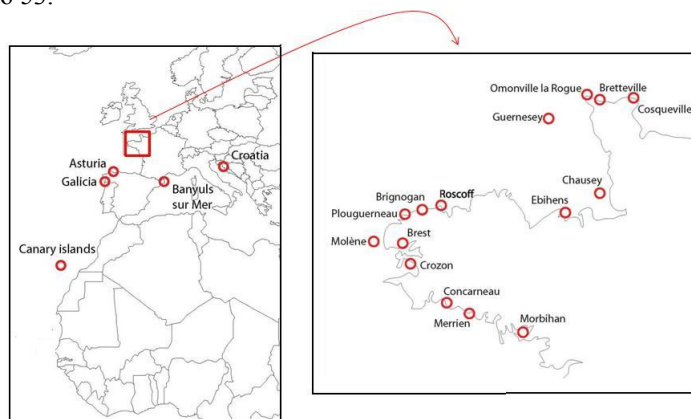 Asturia
Galicia
Croatia
Banyuls
sur Mer
Canary islands
Omonville la Rogue
Bretteville
Cosqueville
Guernesey
Chausey
Ebihens
Roscoff
Brignogan
Plouguerneau
Molène
Brest
Crozon
Concarneau
Merrien
Morbihan